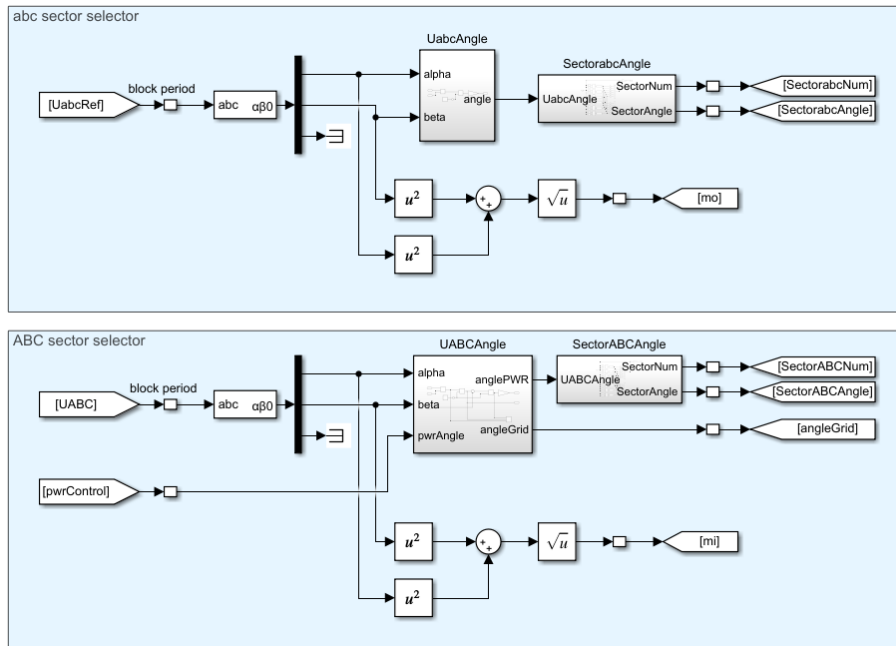 abc sector selector
UabcAngle
SectorabcAngle
block period
[UabcRef]
abc
αβ0
alpha
beta
angle
UabcAngle
SectorNum
SectorAngle
[SectorabcNum]
[SectorabcAngle]
u²
+
+
√u
[mo]
u²
ABC sector selector
UABCAngle
SectorABCAngle
block period
[UABC]
abc
αβ0
alpha
beta
pwrAngle
anglePWR
angleGrid
UABCAngle
SectorNum
SectorAngle
[SectorABCNum]
[SectorABCAngle]
[angleGrid]
[pwrControl]
u²
+
+
√u
[mi]
u²